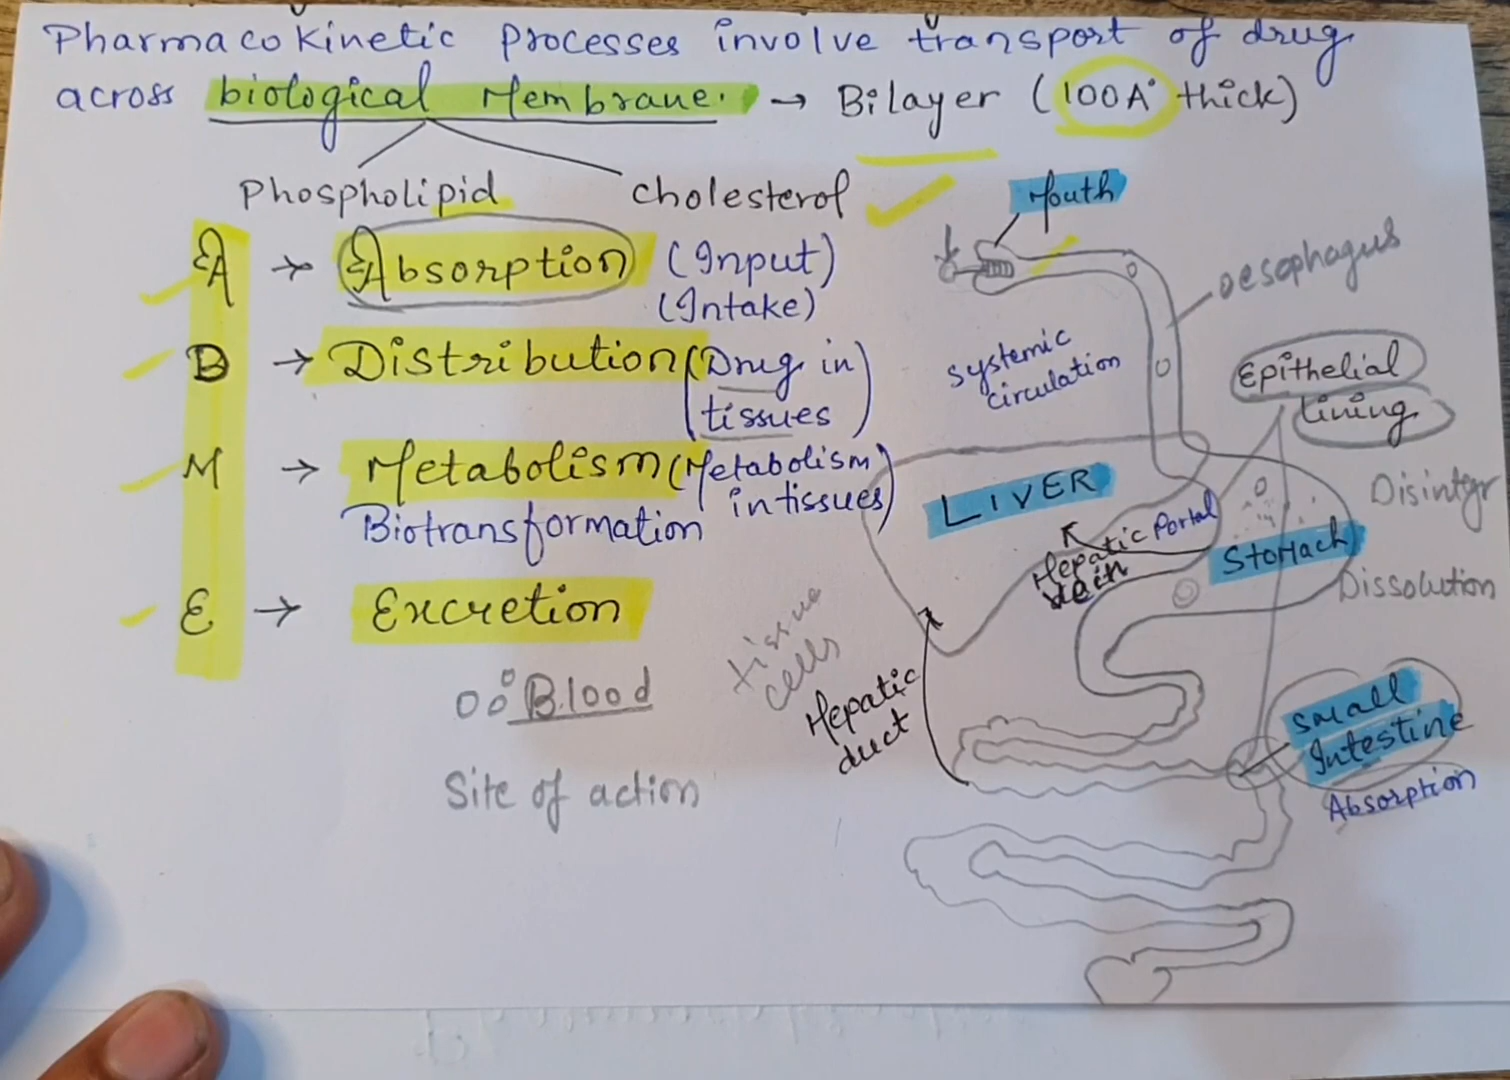 Pharmacokinetic processes involve transport of drug
across biological Membrane. → Bilayer (100A° thick)
Phospholipid cholesterol
A → Absorption (Input)
(Intake)
D → Distribution (Drug in
tissues)
M → Metabolism (Metabolism
in tissues)
Biotransformation
E → Excretion
Blood
Site of action
Mouth
oesophagus
systemic
circulation
Epithelial
Lining
LIVER
Hepatic Portal
vein
Stomach
Disintgr
Dissolution
tissue
cells
Hepatic
duct
Small
Intestine
Absorption